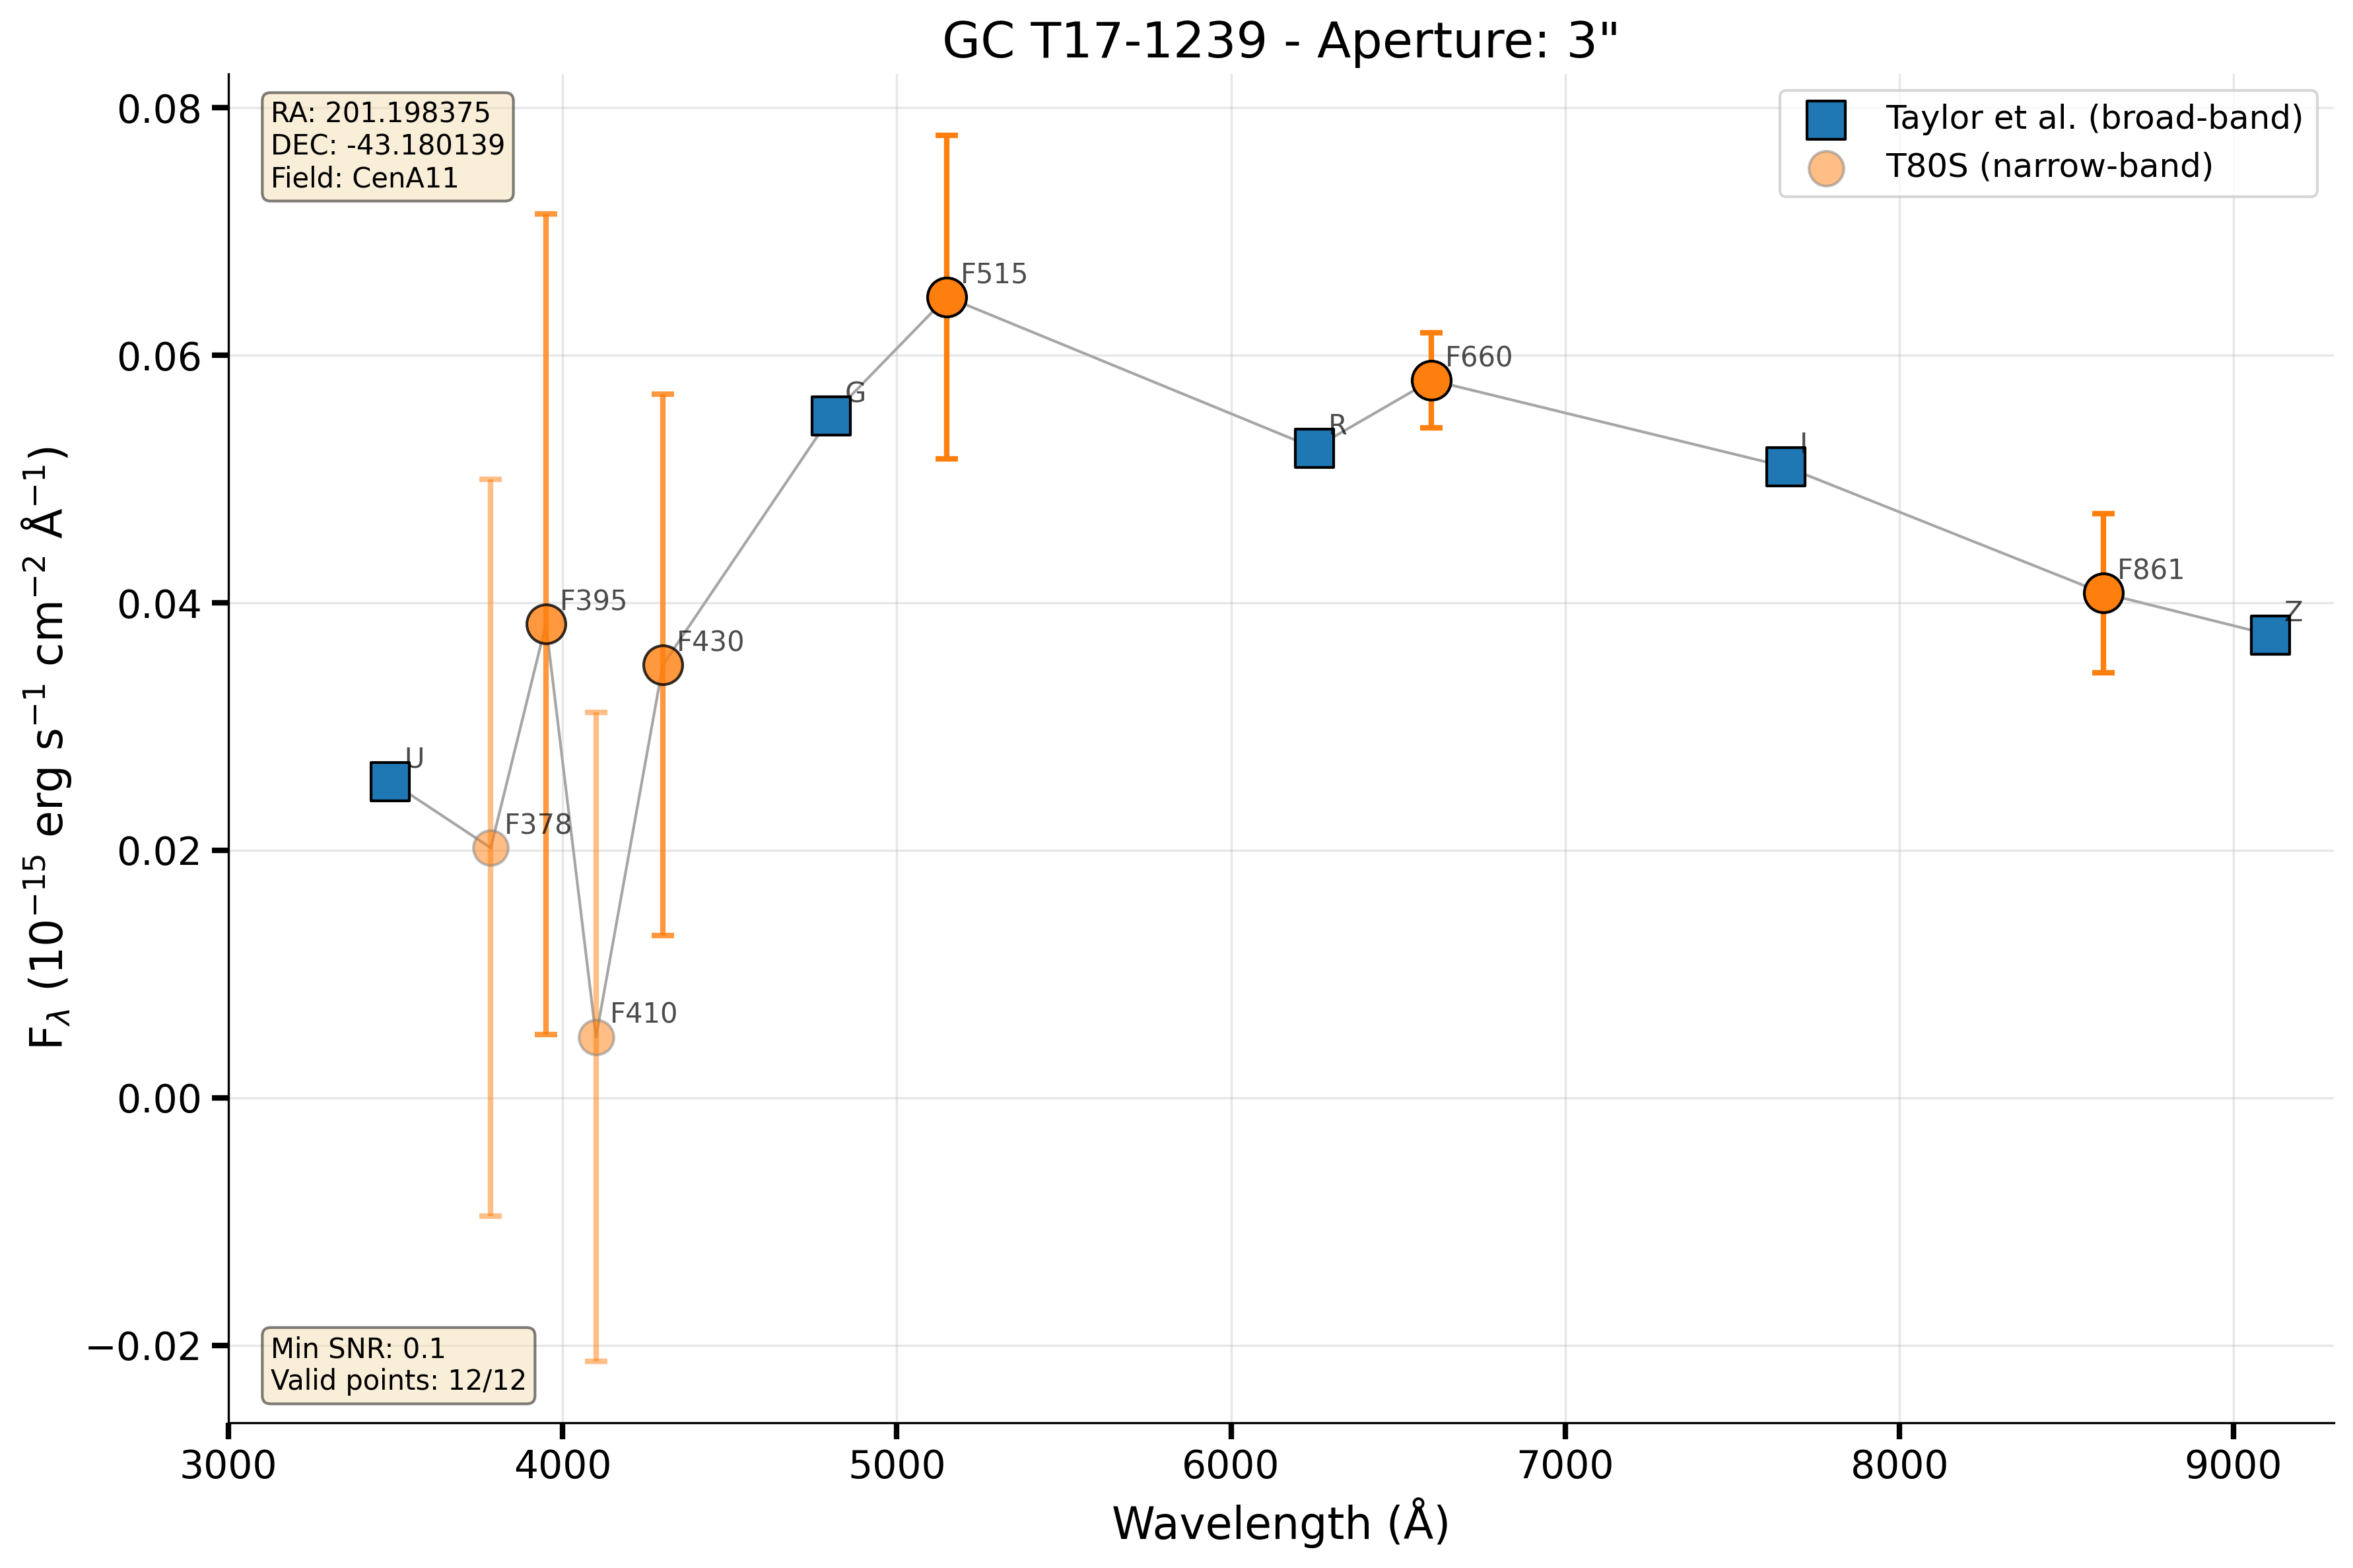 GC T17-1239 - Aperture: 3"
RA: 201.198375
DEC: -43.180139
Field: CenA11
Taylor et al. (broad-band)
T80S (narrow-band)
0.08
0.06
0.04
0.02
0.00
−0.02
F_λ (10⁻¹⁵ erg s⁻¹ cm⁻² Å⁻¹)
U
F378
F395
F410
F430
G
F515
R
F660
I
F861
Z
Min SNR: 0.1
Valid points: 12/12
3000 4000 5000 6000 7000 8000 9000
Wavelength (Å)